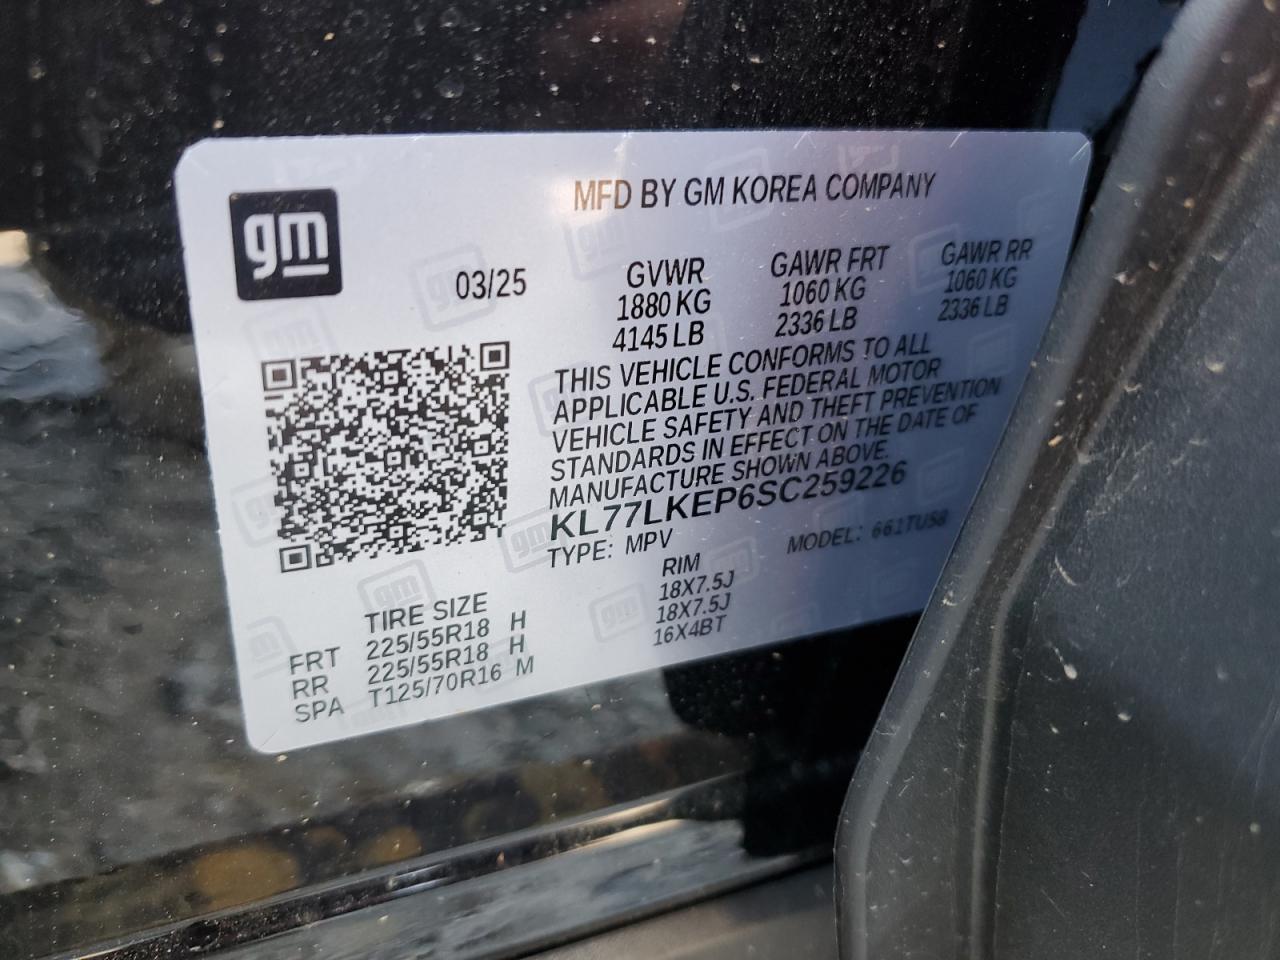 gm
MFD BY GM KOREA COMPANY
03/25
GVWR GAWR FRT GAWR RR
1880 KG 1060 KG 1060 KG
4145 LB 2336 LB 2336 LB
THIS VEHICLE CONFORMS TO ALL
APPLICABLE U.S. FEDERAL MOTOR
VEHICLE SAFETY AND THEFT PREVENTION
STANDARDS IN EFFECT ON THE DATE OF
MANUFACTURE SHOWN ABOVE.
KL77LKEP6SC259226
TYPE: MPV MODEL: 661TUS8
TIRE SIZE RIM
FRT 225/55R18 H 18X7.5J
RR 225/55R18 H 18X7.5J
SPA T125/70R16 M 16X4BT